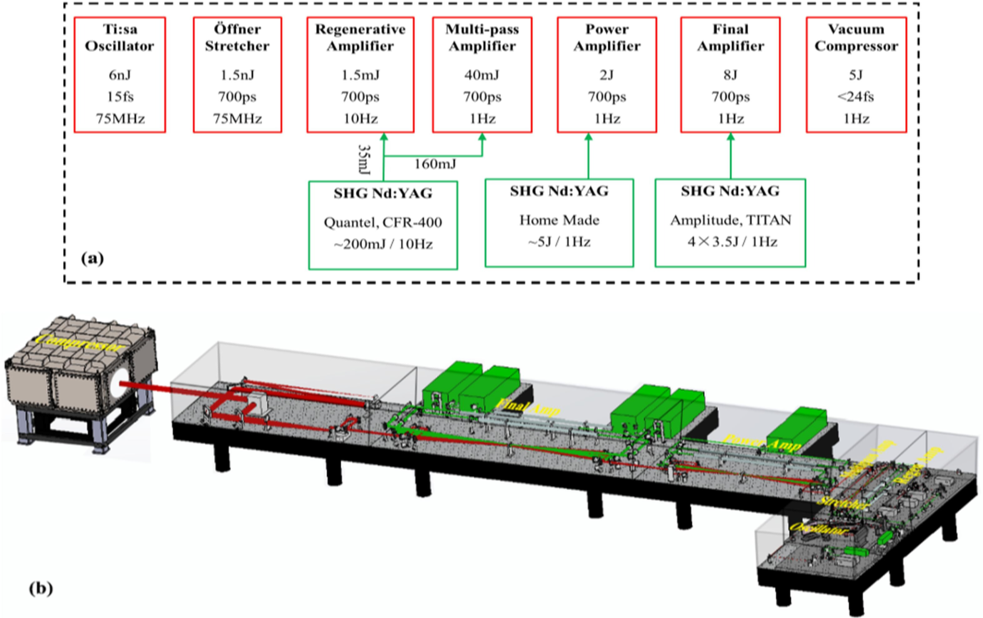 Ti:sa
Oscillator
6nJ
15fs
75MHz
Öffner
Stretcher
1.5nJ
700ps
75MHz
Regenerative
Amplifier
1.5mJ
700ps
10Hz
Multi-pass
Amplifier
40mJ
700ps
1Hz
Power
Amplifier
2J
700ps
1Hz
Final
Amplifier
8J
700ps
1Hz
Vacuum
Compressor
5J
<24fs
1Hz
35mJ
160mJ
SHG Nd:YAG
Quantel, CFR-400
~200mJ / 10Hz
SHG Nd:YAG
Home Made
~5J / 1Hz
SHG Nd:YAG
Amplitude, TITAN
4×3.5J / 1Hz
(a)
Compressor
Final Amp
Power Amp
Stretcher
Oscillator
(b)